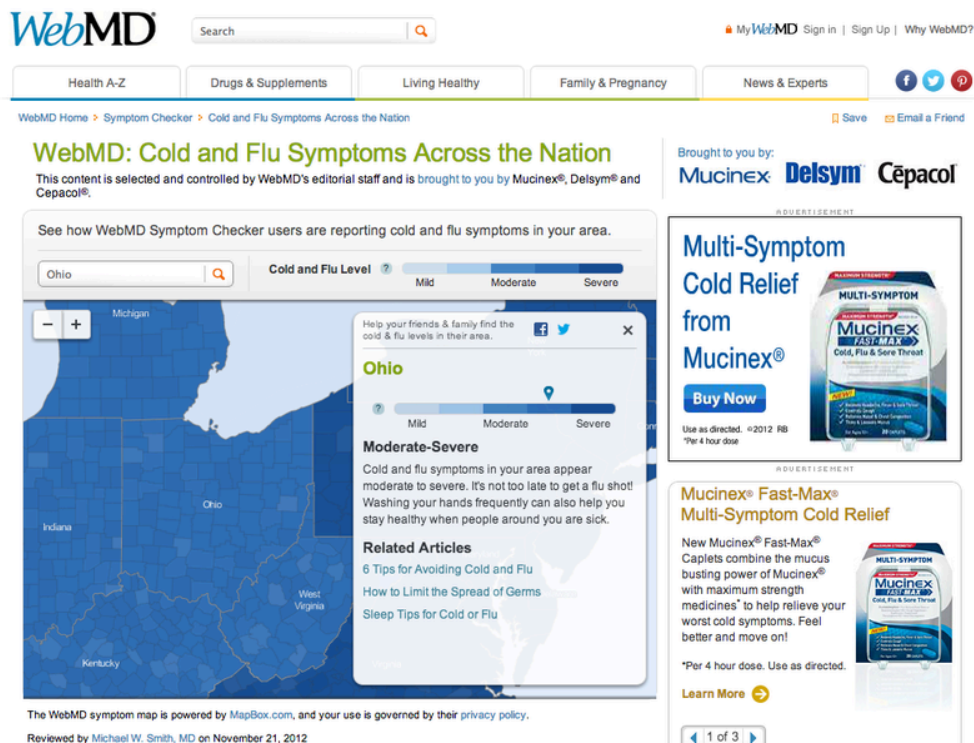 WebMD
Search
My WebMD Sign in | Sign Up | Why WebMD?
Health A-Z
Drugs & Supplements
Living Healthy
Family & Pregnancy
News & Experts
WebMD Home > Symptom Checker > Cold and Flu Symptoms Across the Nation
Save
Email a Friend
WebMD: Cold and Flu Symptoms Across the Nation
This content is selected and controlled by WebMD's editorial staff and is brought to you by Mucinex®, Delsym® and
Cepacol®.
Brought to you by:
Mucinex Delsym Cēpacol
See how WebMD Symptom Checker users are reporting cold and flu symptoms in your area.
Ohio
Cold and Flu Level ?
Mild Moderate Severe
Michigan
Indiana
Ohio
West
Virginia
Kentucky
Virginia
Help your friends & family find the
cold & flu levels in their area.
Ohio
?
Mild Moderate Severe
Moderate-Severe
Cold and flu symptoms in your area appear
moderate to severe. It's not too late to get a flu shot!
Washing your hands frequently can also help you
stay healthy when people around you are sick.
Related Articles
6 Tips for Avoiding Cold and Flu
How to Limit the Spread of Germs
Sleep Tips for Cold or Flu
The WebMD symptom map is powered by MapBox.com, and your use is governed by their privacy policy.
Reviewed by Michael W. Smith, MD on November 21, 2012
ADVERTISEMENT
Multi-Symptom
Cold Relief
from
Mucinex®
Buy Now
Use as directed. ©2012 RB
*Per 4 hour dose
MAXIMUM STRENGTH
MULTI-SYMPTOM
Mucinex
FAST-MAX
Cold, Flu & Sore Throat
NEW!
ADVERTISEMENT
Mucinex® Fast-Max®
Multi-Symptom Cold Relief
New Mucinex® Fast-Max®
Caplets combine the mucus
busting power of Mucinex®
with maximum strength
medicines* to help relieve your
worst cold symptoms. Feel
better and move on!
*Per 4 hour dose. Use as directed.
Learn More
MULTI-SYMPTOM
Mucinex
FAST-MAX
Cold, Flu & Sore Throat
1 of 3